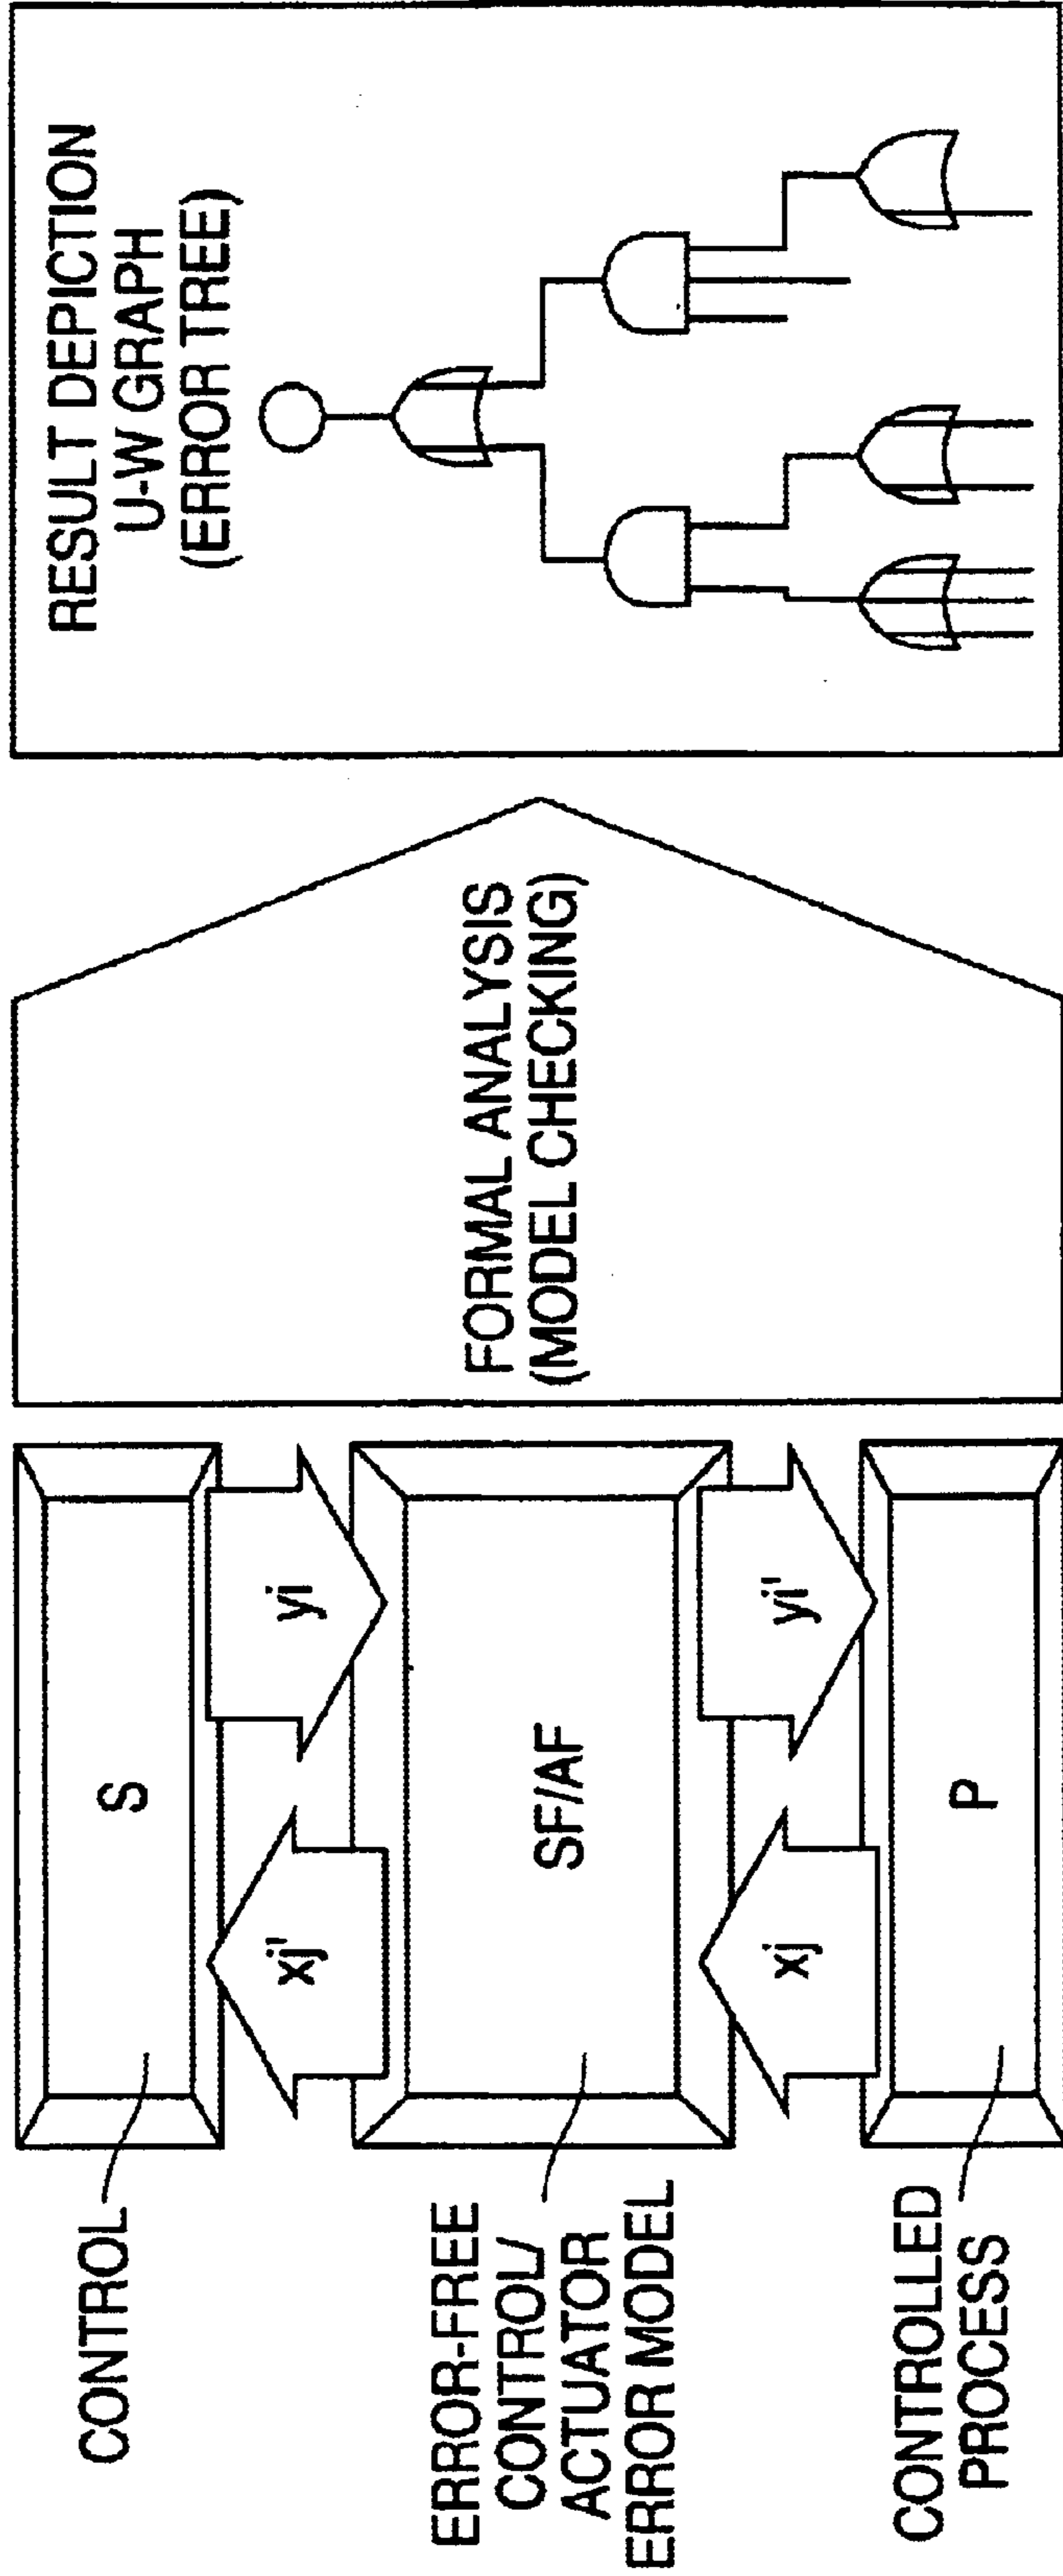 CONTROL
S
xj'
yi
ERROR-FREE
CONTROL/
ACTUATOR
ERROR MODEL
SF/AF
xj
yi'
CONTROLLED
PROCESS
P
FORMAL ANALYSIS
(MODEL CHECKING)
RESULT DEPICTION
U-W GRAPH
(ERROR TREE)